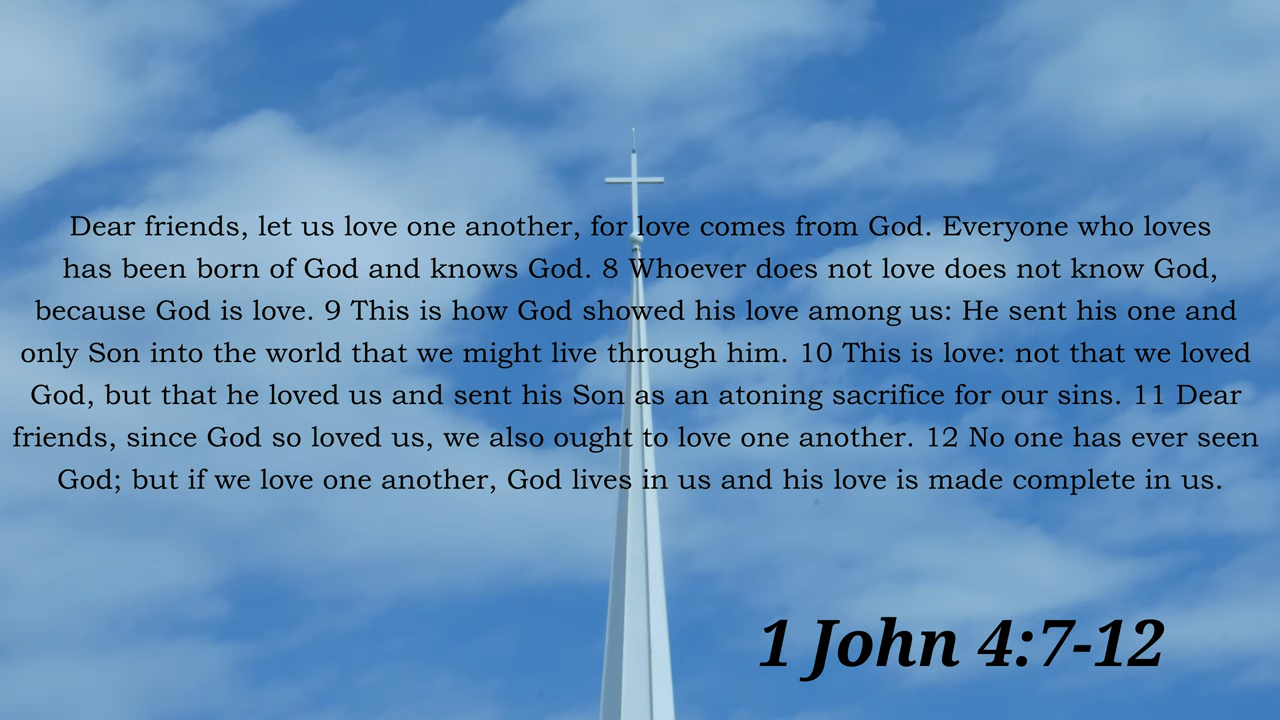 Dear friends, let us love one another, for love comes from God. Everyone who loves
has been born of God and knows God. 8 Whoever does not love does not know God,
because God is love. 9 This is how God showed his love among us: He sent his one and
only Son into the world that we might live through him. 10 This is love: not that we loved
God, but that he loved us and sent his Son as an atoning sacrifice for our sins. 11 Dear
friends, since God so loved us, we also ought to love one another. 12 No one has ever seen
God; but if we love one another, God lives in us and his love is made complete in us.
1 John 4:7-12